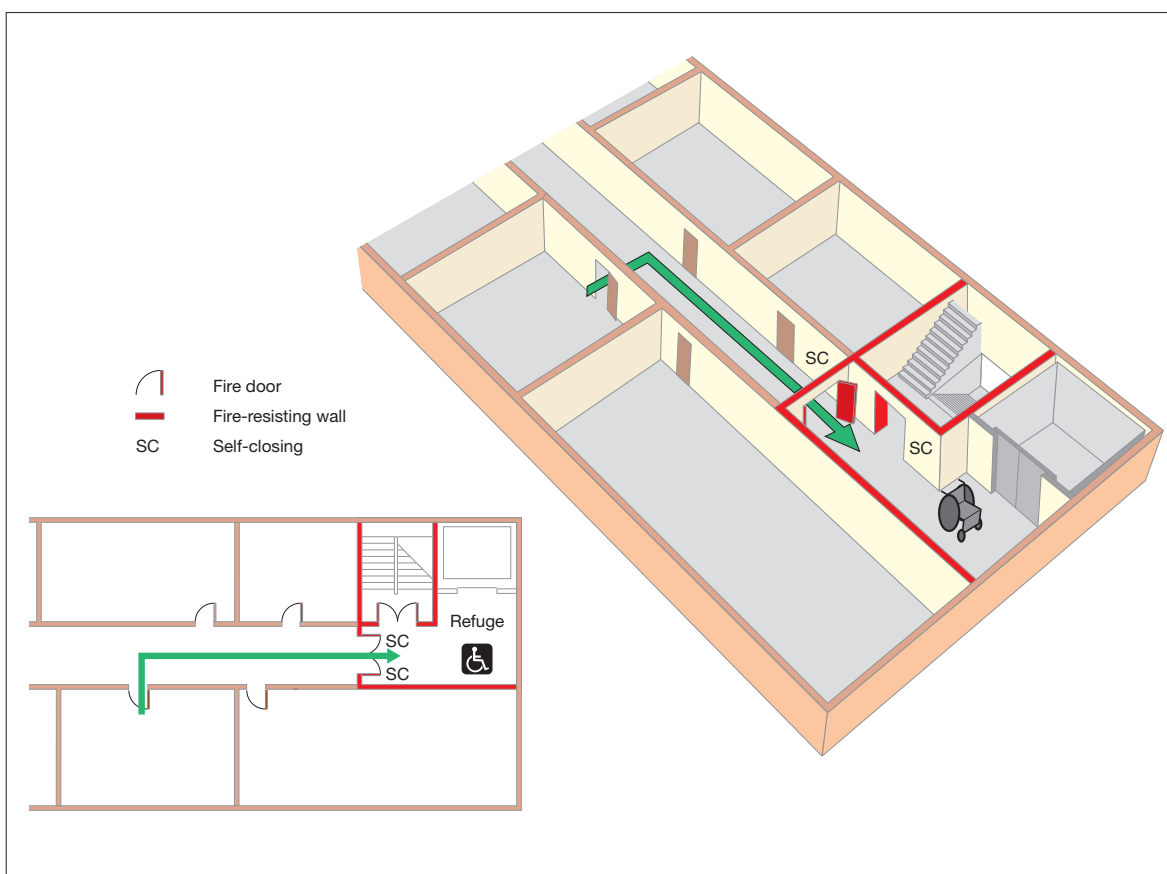 SC
SC
Fire door
Fire-resisting wall
SC
Self-closing
Refuge
SC
SC